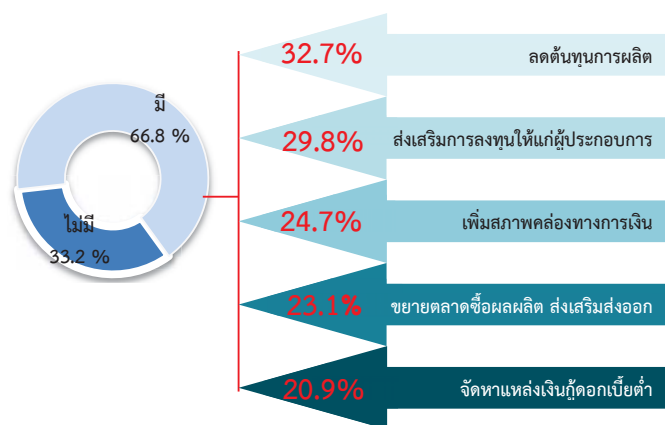 มี
66.8 %
ไม่มี
33.2 %
32.7%
ลดต้นทุนการผลิต
29.8%
ส่งเสริมการลงทุนให้แก่ผู้ประกอบการ
24.7%
เพิ่มสภาพคล่องทางการเงิน
23.1%
ขยายตลาดซื้อผลผลิต ส่งเสริมส่งออก
20.9%
จัดหาแหล่งเงินกู้ดอกเบี้ยต่ำ